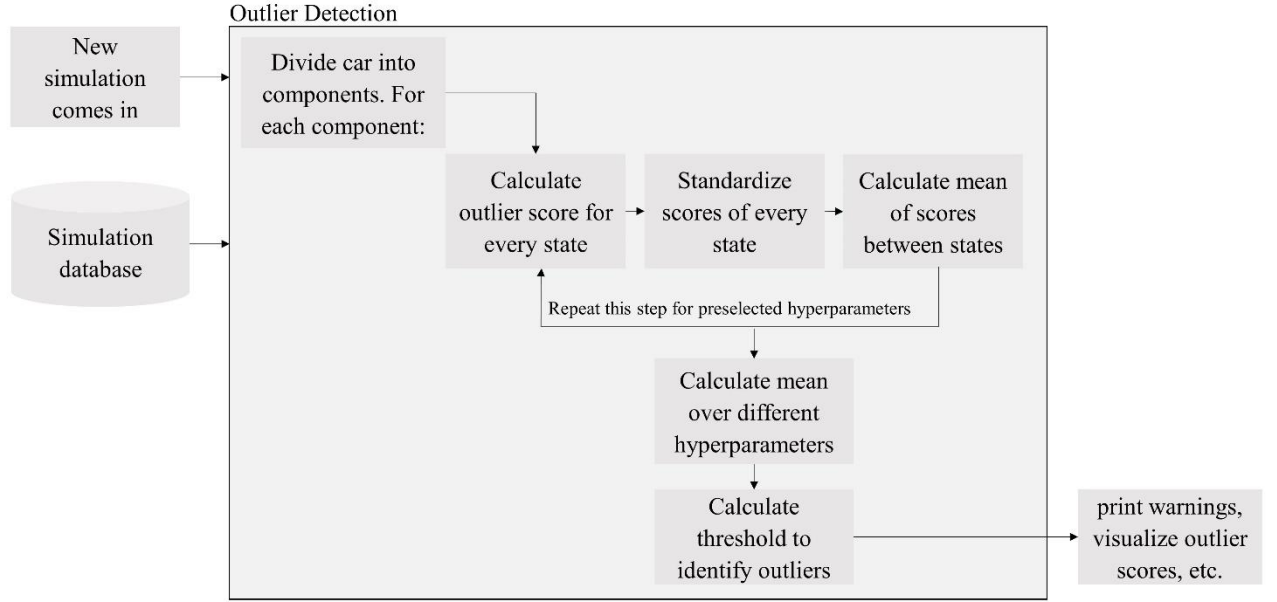 Outlier Detection
New
simulation
comes in
Simulation
database
Divide car into
components. For
each component:
Calculate
outlier score for
every state
Standardize
scores of every
state
Calculate mean
of scores
between states
Repeat this step for preselected hyperparameters
Calculate mean
over different
hyperparameters
Calculate
threshold to
identify outliers
print warnings,
visualize outlier
scores, etc.